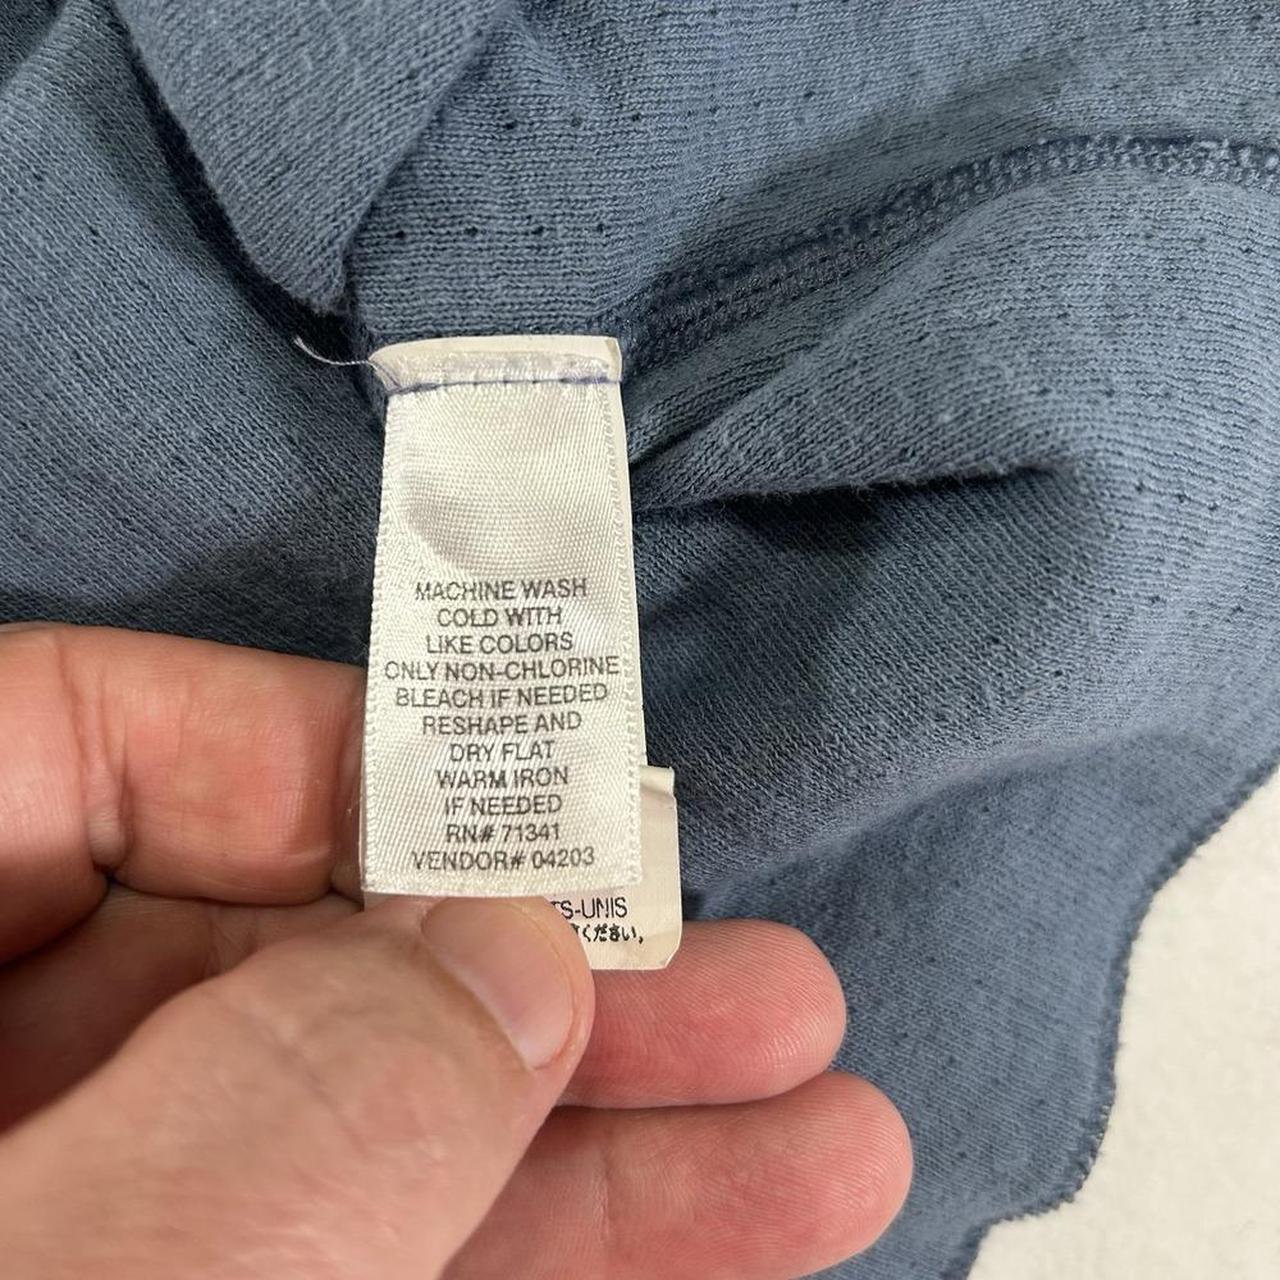 MACHINE WASH
COLD WITH
LIKE COLORS
ONLY NON-CHLORINE
BLEACH IF NEEDED
RESHAPE AND
DRY FLAT
WARM IRON
IF NEEDED
RN# 71341
VENDOR# 04203
TS-UNIS
ください。